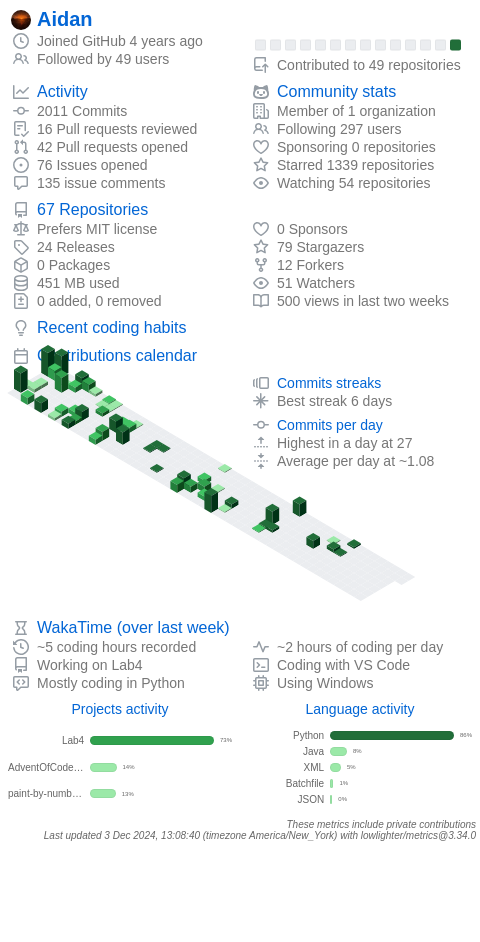 Aidan
Joined GitHub 4 years ago
Followed by 49 users
Contributed to 49 repositories
Activity
2011 Commits
16 Pull requests reviewed
42 Pull requests opened
76 Issues opened
135 issue comments
Community stats
Member of 1 organization
Following 297 users
Sponsoring 0 repositories
Starred 1339 repositories
Watching 54 repositories
67 Repositories
Prefers MIT license
24 Releases
0 Packages
451 MB used
0 added, 0 removed
0 Sponsors
79 Stargazers
12 Forkers
51 Watchers
500 views in last two weeks
Recent coding habits
Contributions calendar
Commits streaks
Best streak 6 days
Commits per day
Highest in a day at 27
Average per day at ~1.08
WakaTime (over last week)
~5 coding hours recorded
Working on Lab4
Mostly coding in Python
~2 hours of coding per day
Coding with VS Code
Using Windows
Projects activity
Lab4 73%
AdventOfCode… 14%
paint-by-numb… 13%
Language activity
Python 86%
Java 8%
XML 5%
Batchfile 1%
JSON 0%
These metrics include private contributions
Last updated 3 Dec 2024, 13:08:40 (timezone America/New_York) with lowlighter/metrics@3.34.0